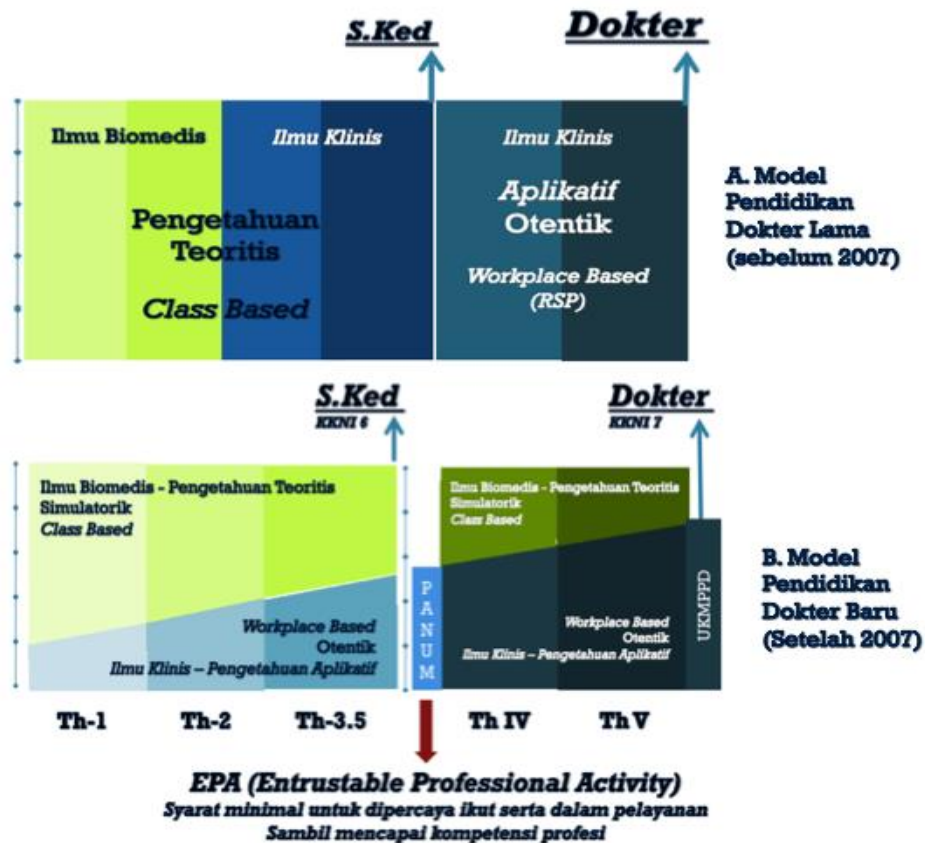 S.Ked
Dokter
Ilmu Biomedis
Ilmu Klinis
Pengetahuan
Teoritis
Class Based
Ilmu Klinis
Aplikatif
Otentik
Workplace Based
(RSP)
A. Model
Pendidikan
Dokter Lama
(sebelum 2007)
S.Ked
KKNI 6
Dokter
KKNI 7
Ilmu Biomedis - Pengetahuan Teoritis
Simulatorik
Class Based
Workplace Based
Otentik
Ilmu Klinis – Pengetahuan Aplikatif
PANUM
Ilmu Biomedis - Pengetahuan Teoritis
Simulatorik
Class Based
Workplace Based
Otentik
Ilmu Klinis – Pengetahuan Aplikatif
UKMPPD
B. Model
Pendidikan
Dokter Baru
(Setelah 2007)
Th-1
Th-2
Th-3.5
Th IV
Th V
EPA (Entrustable Professional Activity)
Syarat minimal untuk dipercaya ikut serta dalam pelayanan
Sambil mencapai kompetensi profesi